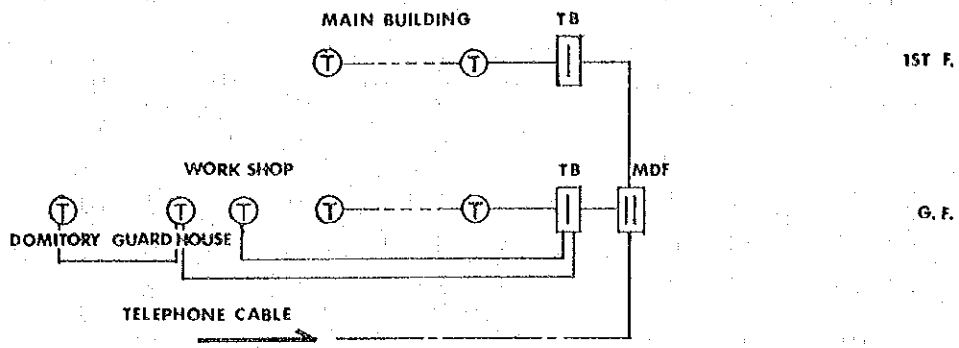 MAIN BUILDING TB
T T 1ST F.
WORK SHOP TB MDF
T T T T T G.F.
DOMITORY GUARD HOUSE
TELEPHONE CABLE